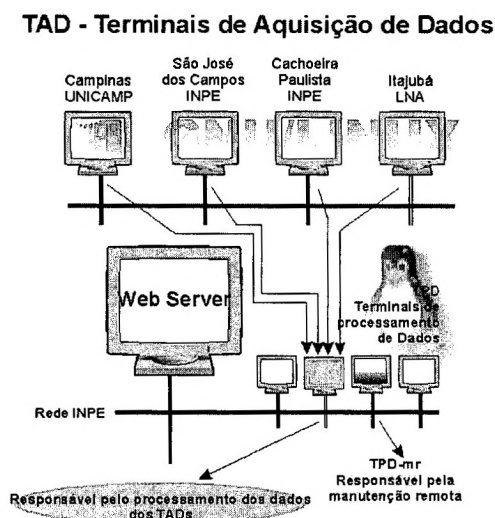 TAD - Terminais de Aquisição de Dados
Campinas
UNICAMP
São José
dos Campos
INPE
Cachoeira
Paulista
INPE
Itajubá
LNA
Web Server
TPD
Terminais de
processamento
de Dados
Rede INPE
TPD-mr
Responsável pela
manutenção remota
Responsável pelo processamento dos dados
dos TADs